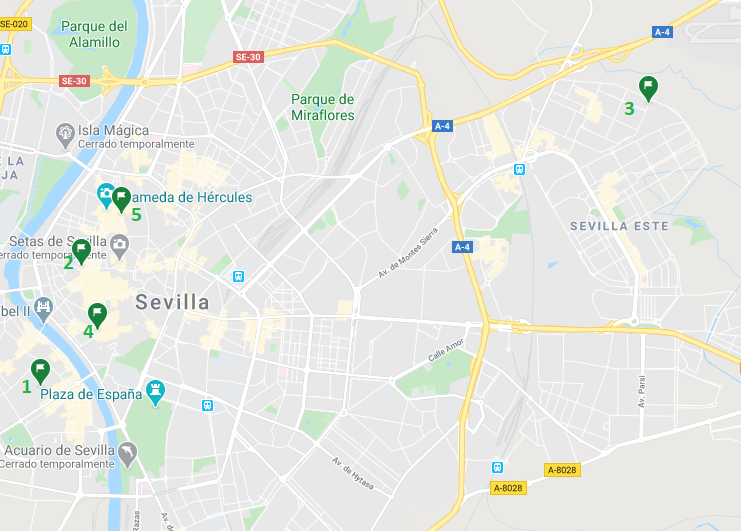 SE-020
Parque del
Alamillo
A-4
SE-30
SE-30
Parque de
Miraflores
3
A-4
Isla Mágica
Cerrado temporalmente
E LA
JA
ameda de Hércules
5
SEVILLA ESTE
Setas de Sevilla
errado temporalmente
2
A-4
Av. de Montes Sierra
Sevilla
bel II
4
Calle Amor
1
Plaza de España
Av. Parsi
Acuario de Sevilla
Cerrado temporalmente
Av. de Hytasa
A-8028
A-8028
Razas
Av. de